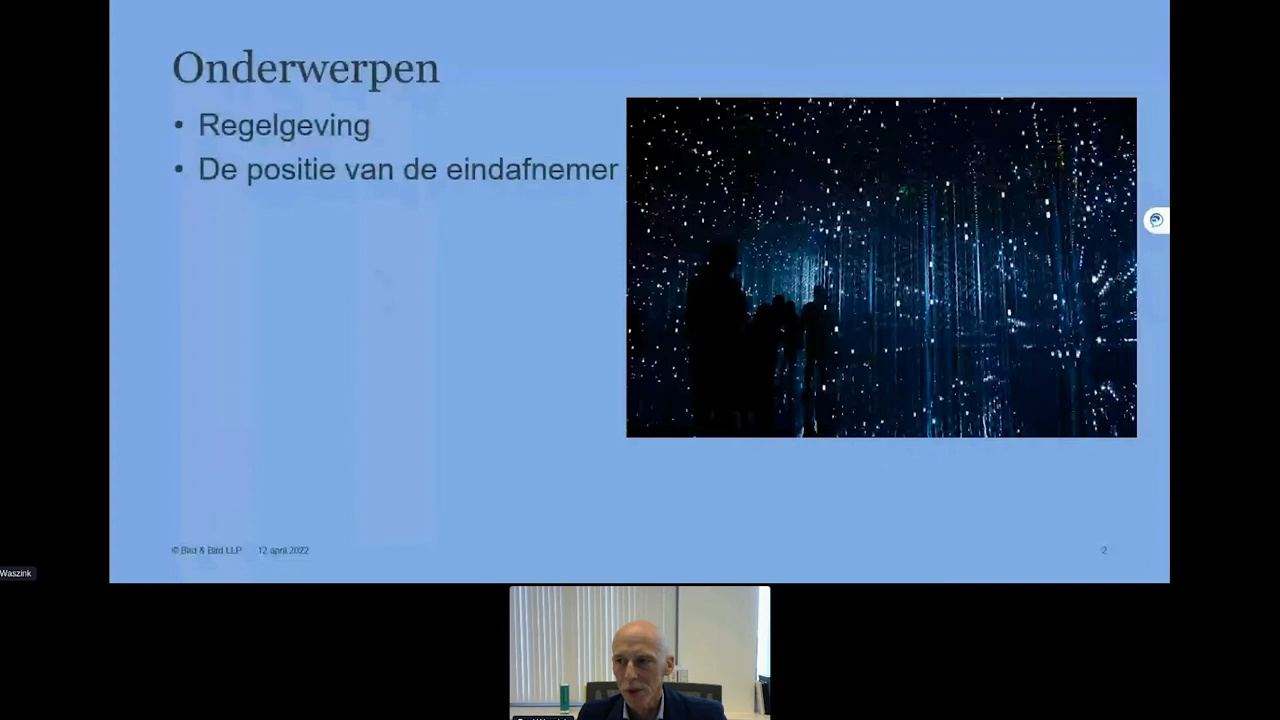 Onderwerpen
• Regelgeving
• De positie van de eindafnemer
© Bird & Bird LLP 12 april 2022
2
Waszink